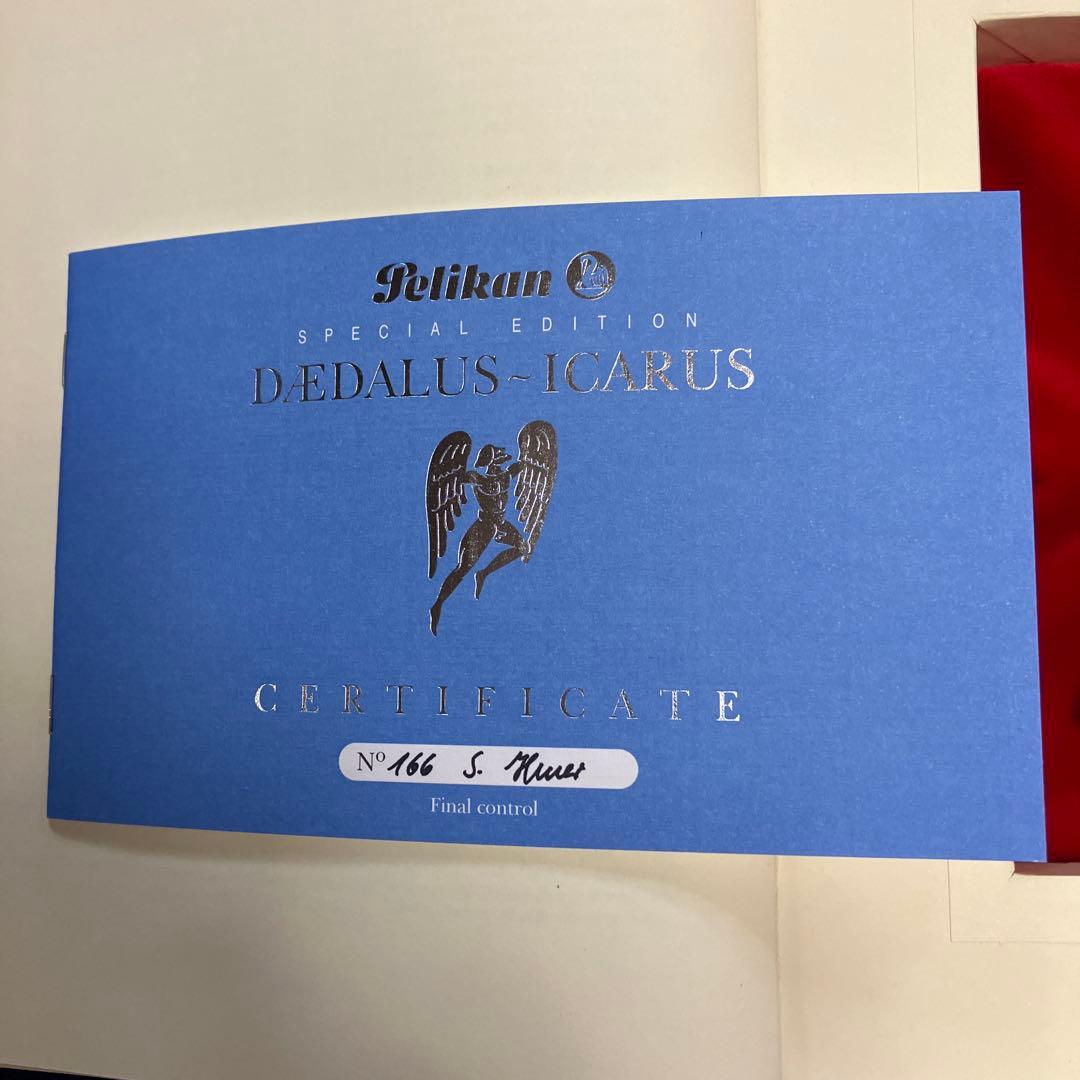 Pelikan
SPECIAL EDITION
DÆDALUS~ICARUS
CERTIFICATE
Nº 166 S.
Final control